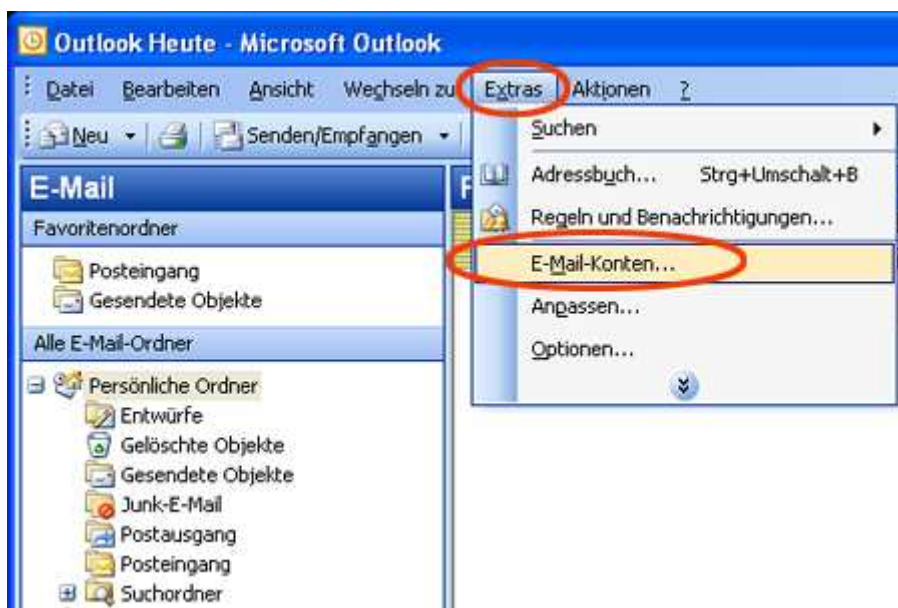 Outlook Heute - Microsoft Outlook
Datei Bearbeiten Ansicht Wechseln zu Extras Aktionen ?
Neu Senden/Empfangen
Suchen
Adressbuch... Strg+Umschalt+B
Regeln und Benachrichtigungen...
E-Mail-Konten...
Anpassen...
Optionen...
E-Mail
Favoritenordner
Posteingang
Gesendete Objekte
Alle E-Mail-Ordner
Persönliche Ordner
Entwürfe
Gelöschte Objekte
Gesendete Objekte
Junk-E-Mail
Postausgang
Posteingang
Suchordner